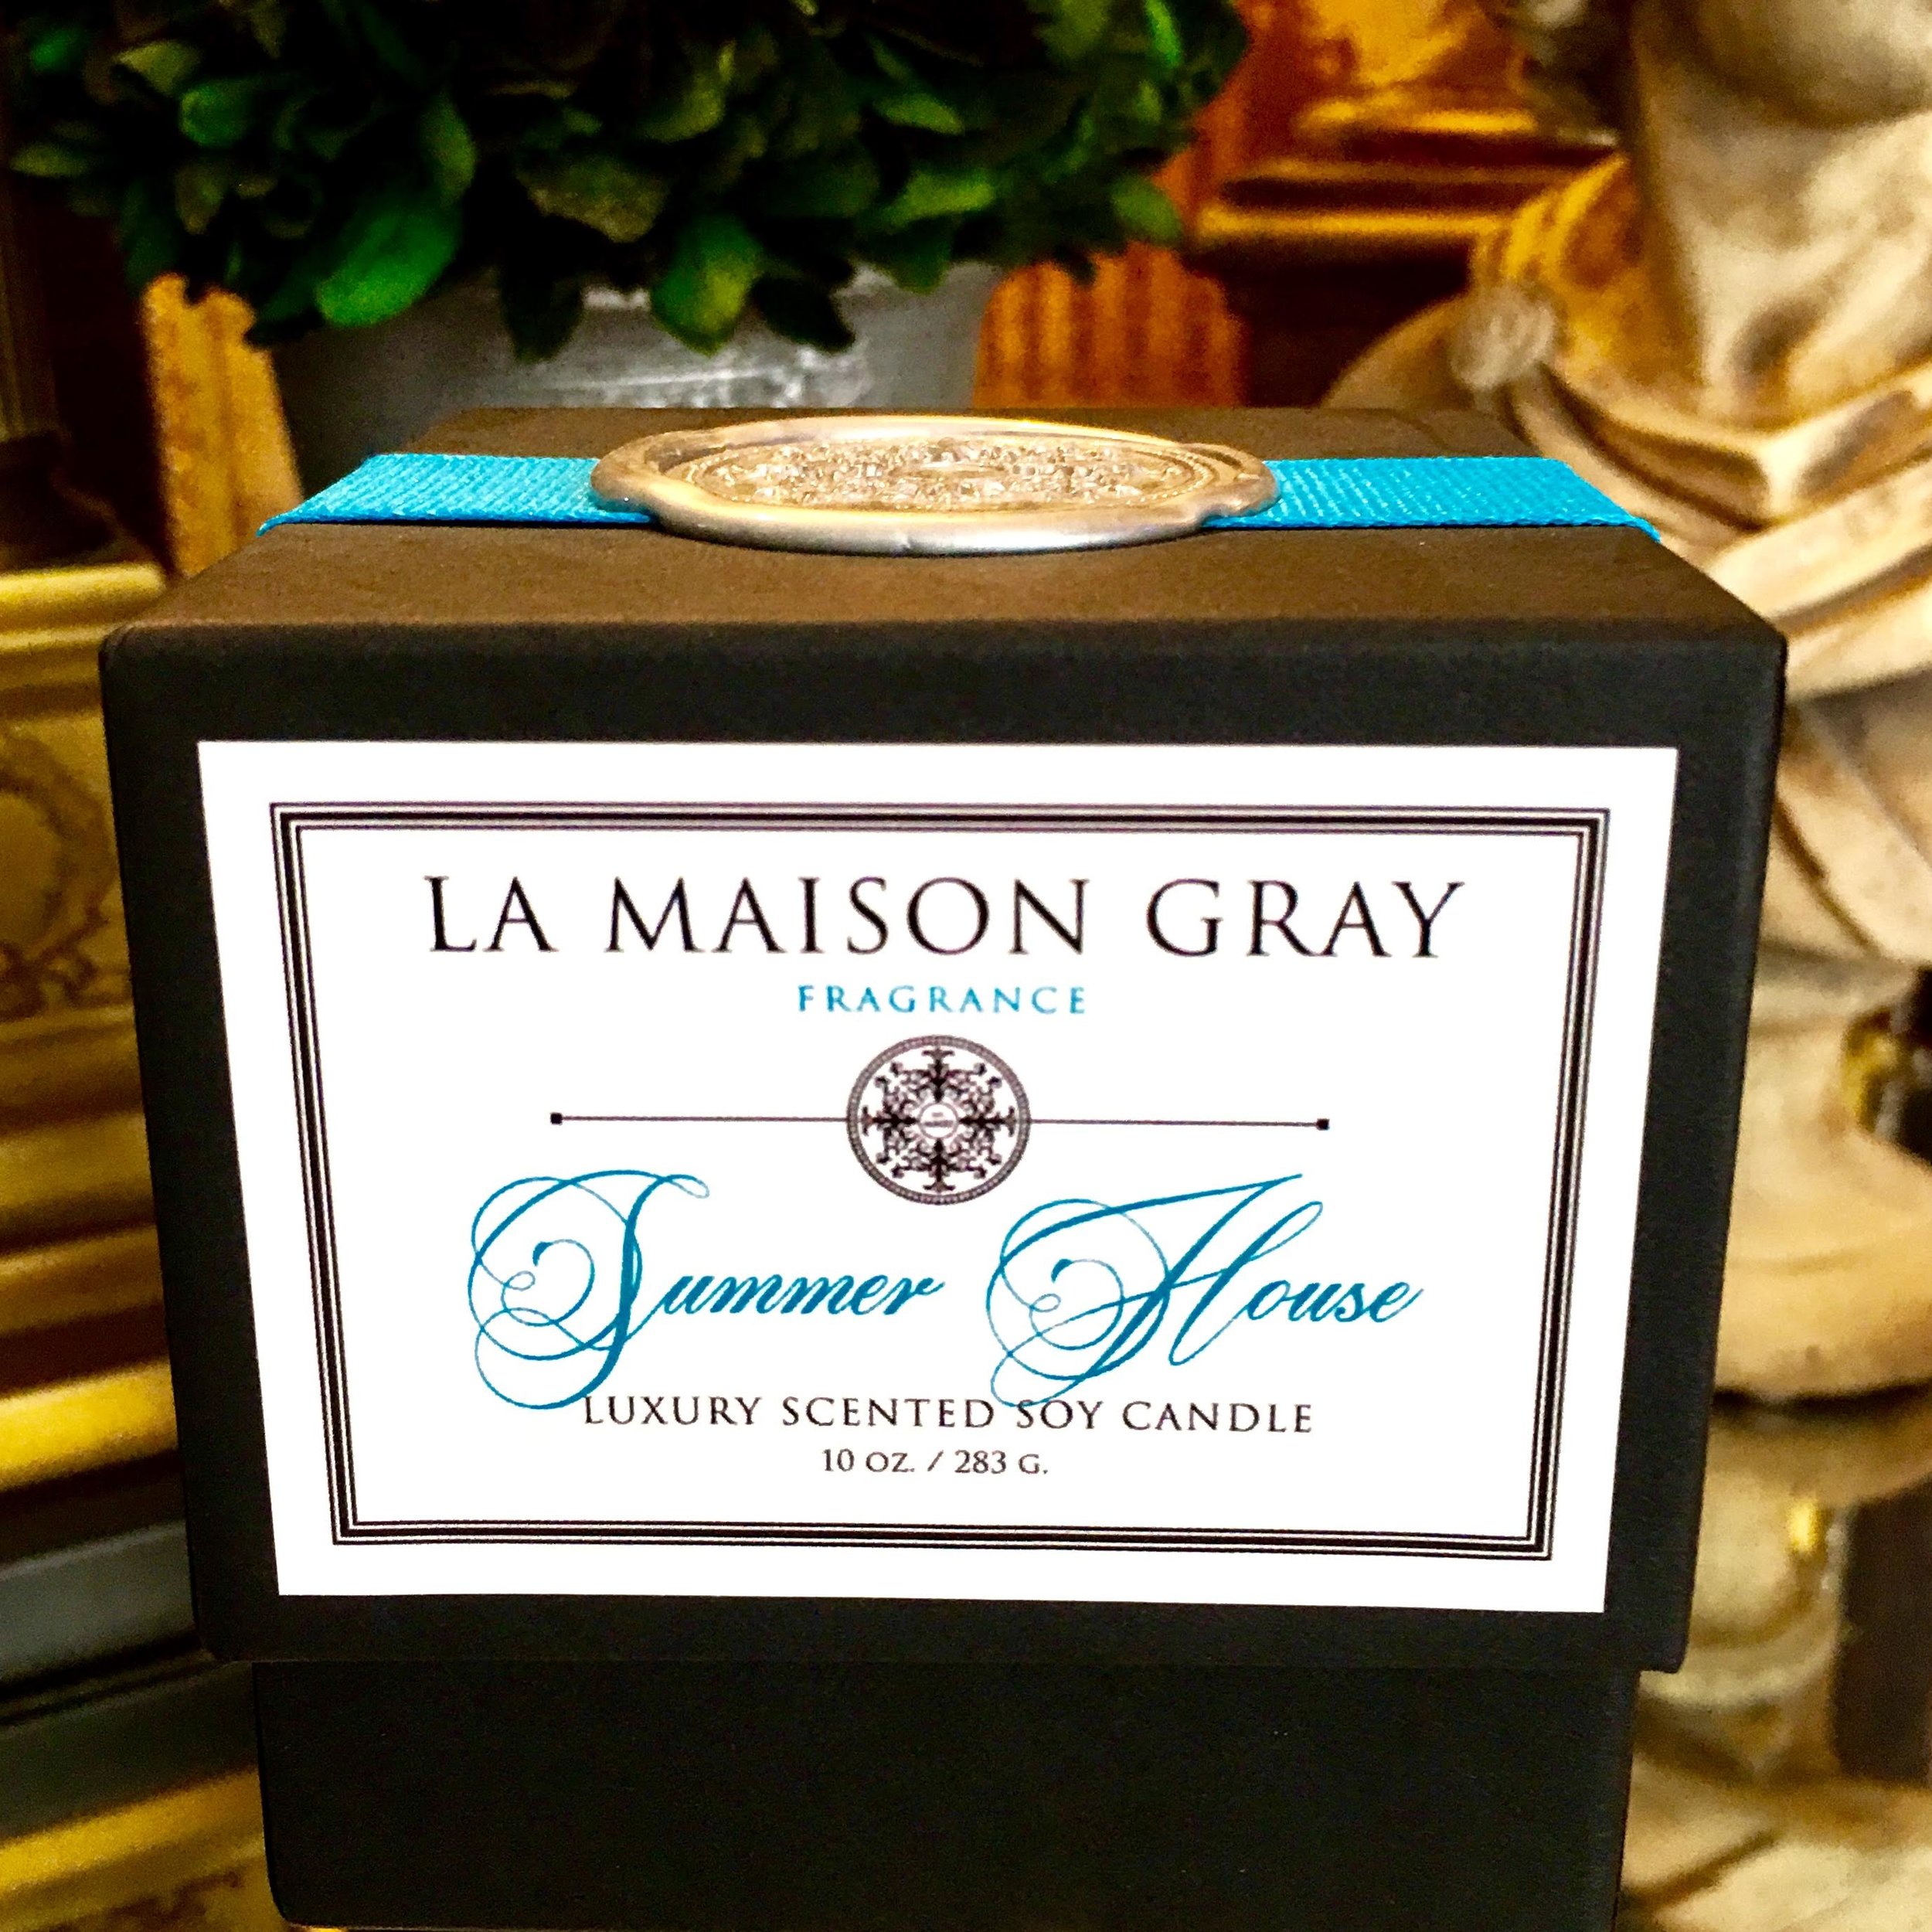 LA MAISON GRAY
FRAGRANCE
Summer House
LUXURY SCENTED SOY CANDLE
10 OZ. / 283 G.